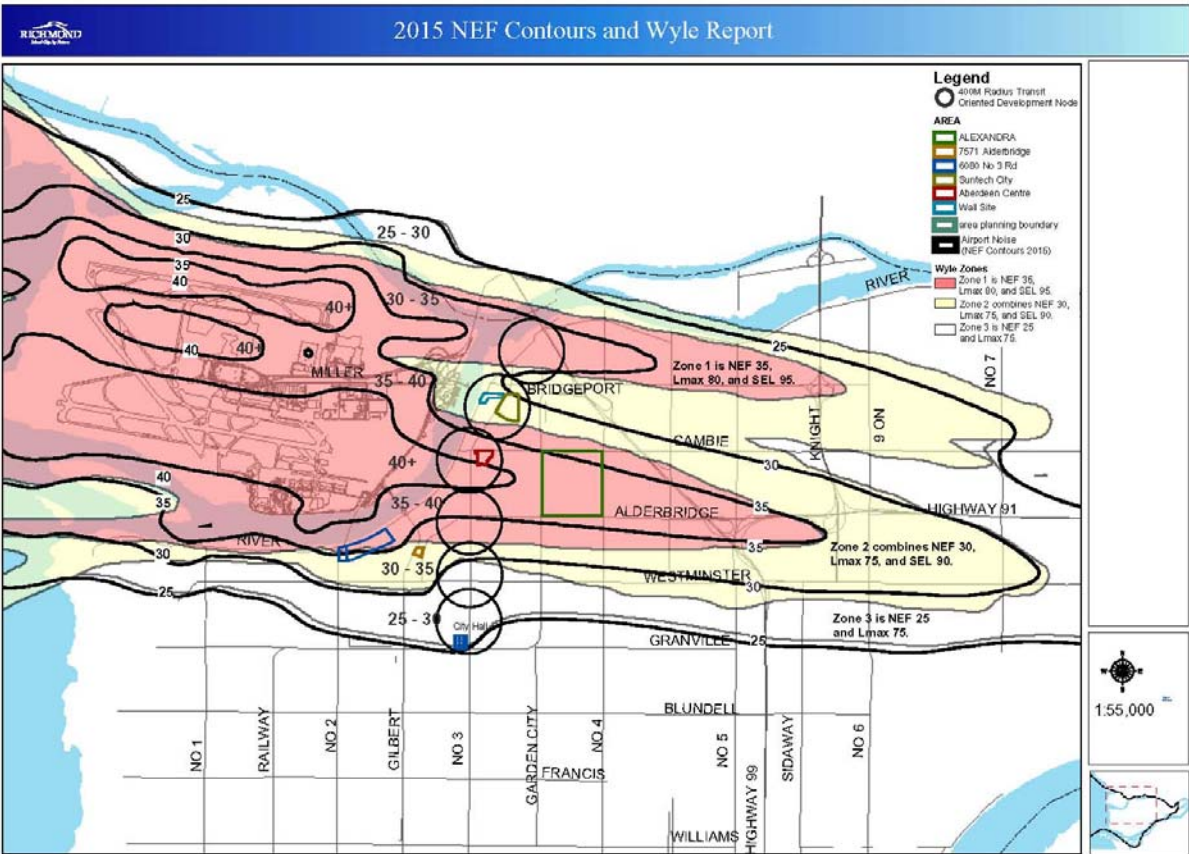 RICHMOND
2015 NEF Contours and Wyle Report
Legend
400M Radius Transit
Oriented Development Node
AREA
ALEXANDRA
7571 Alderbridge
6080 No 3 Rd
Suntech City
Aberdeen Centre
Wall Site
area planning boundary
Airport Noise
(NEF Contours 2015)
Wyle Zones
Zone 1 is NEF 35,
Lmax 80, and SEL 95.
Zone 2 combines NEF 30,
Lmax 75, and SEL 90.
Zone 3 is NEF 25
and Lmax 75.
25
25 - 30
30
35
40
40+
30 - 35
RIVER
40
40+
MILLER
35 - 40
25
NO 7
Zone 1 is NEF 35,
Lmax 80, and SEL 95.
BRIDGEPORT
KNIGHT
NO 6
CAMBIE
30
40+
40
35
35 - 40
ALDERBRIDGE
35
HIGHWAY 91
RIVER
30
30 - 35
35
Zone 2 combines NEF 30,
Lmax 75, and SEL 90.
WESTMINSTER
30
25
25 - 30
City Hall
Zone 3 is NEF 25
and Lmax 75.
GRANVILLE
25
BLUNDELL
NO 1
RAILWAY
NO 2
GILBERT
NO 3
GARDEN CITY
NO 4
NO 5
HIGHWAY 99
SIDAWAY
NO 6
FRANCIS
WILLIAMS
N
W
E
S
1:55,000